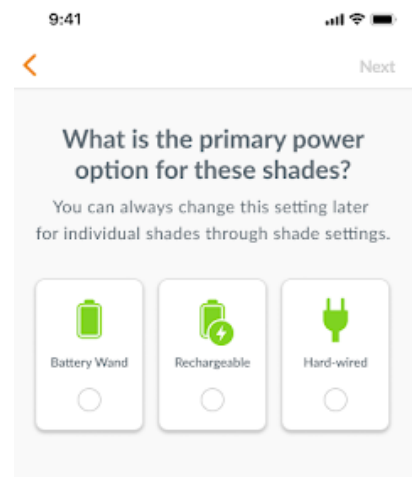 9:41
Next
What is the primary power
option for these shades?
You can always change this setting later
for individual shades through shade settings.
Battery Wand
Rechargeable
Hard-wired